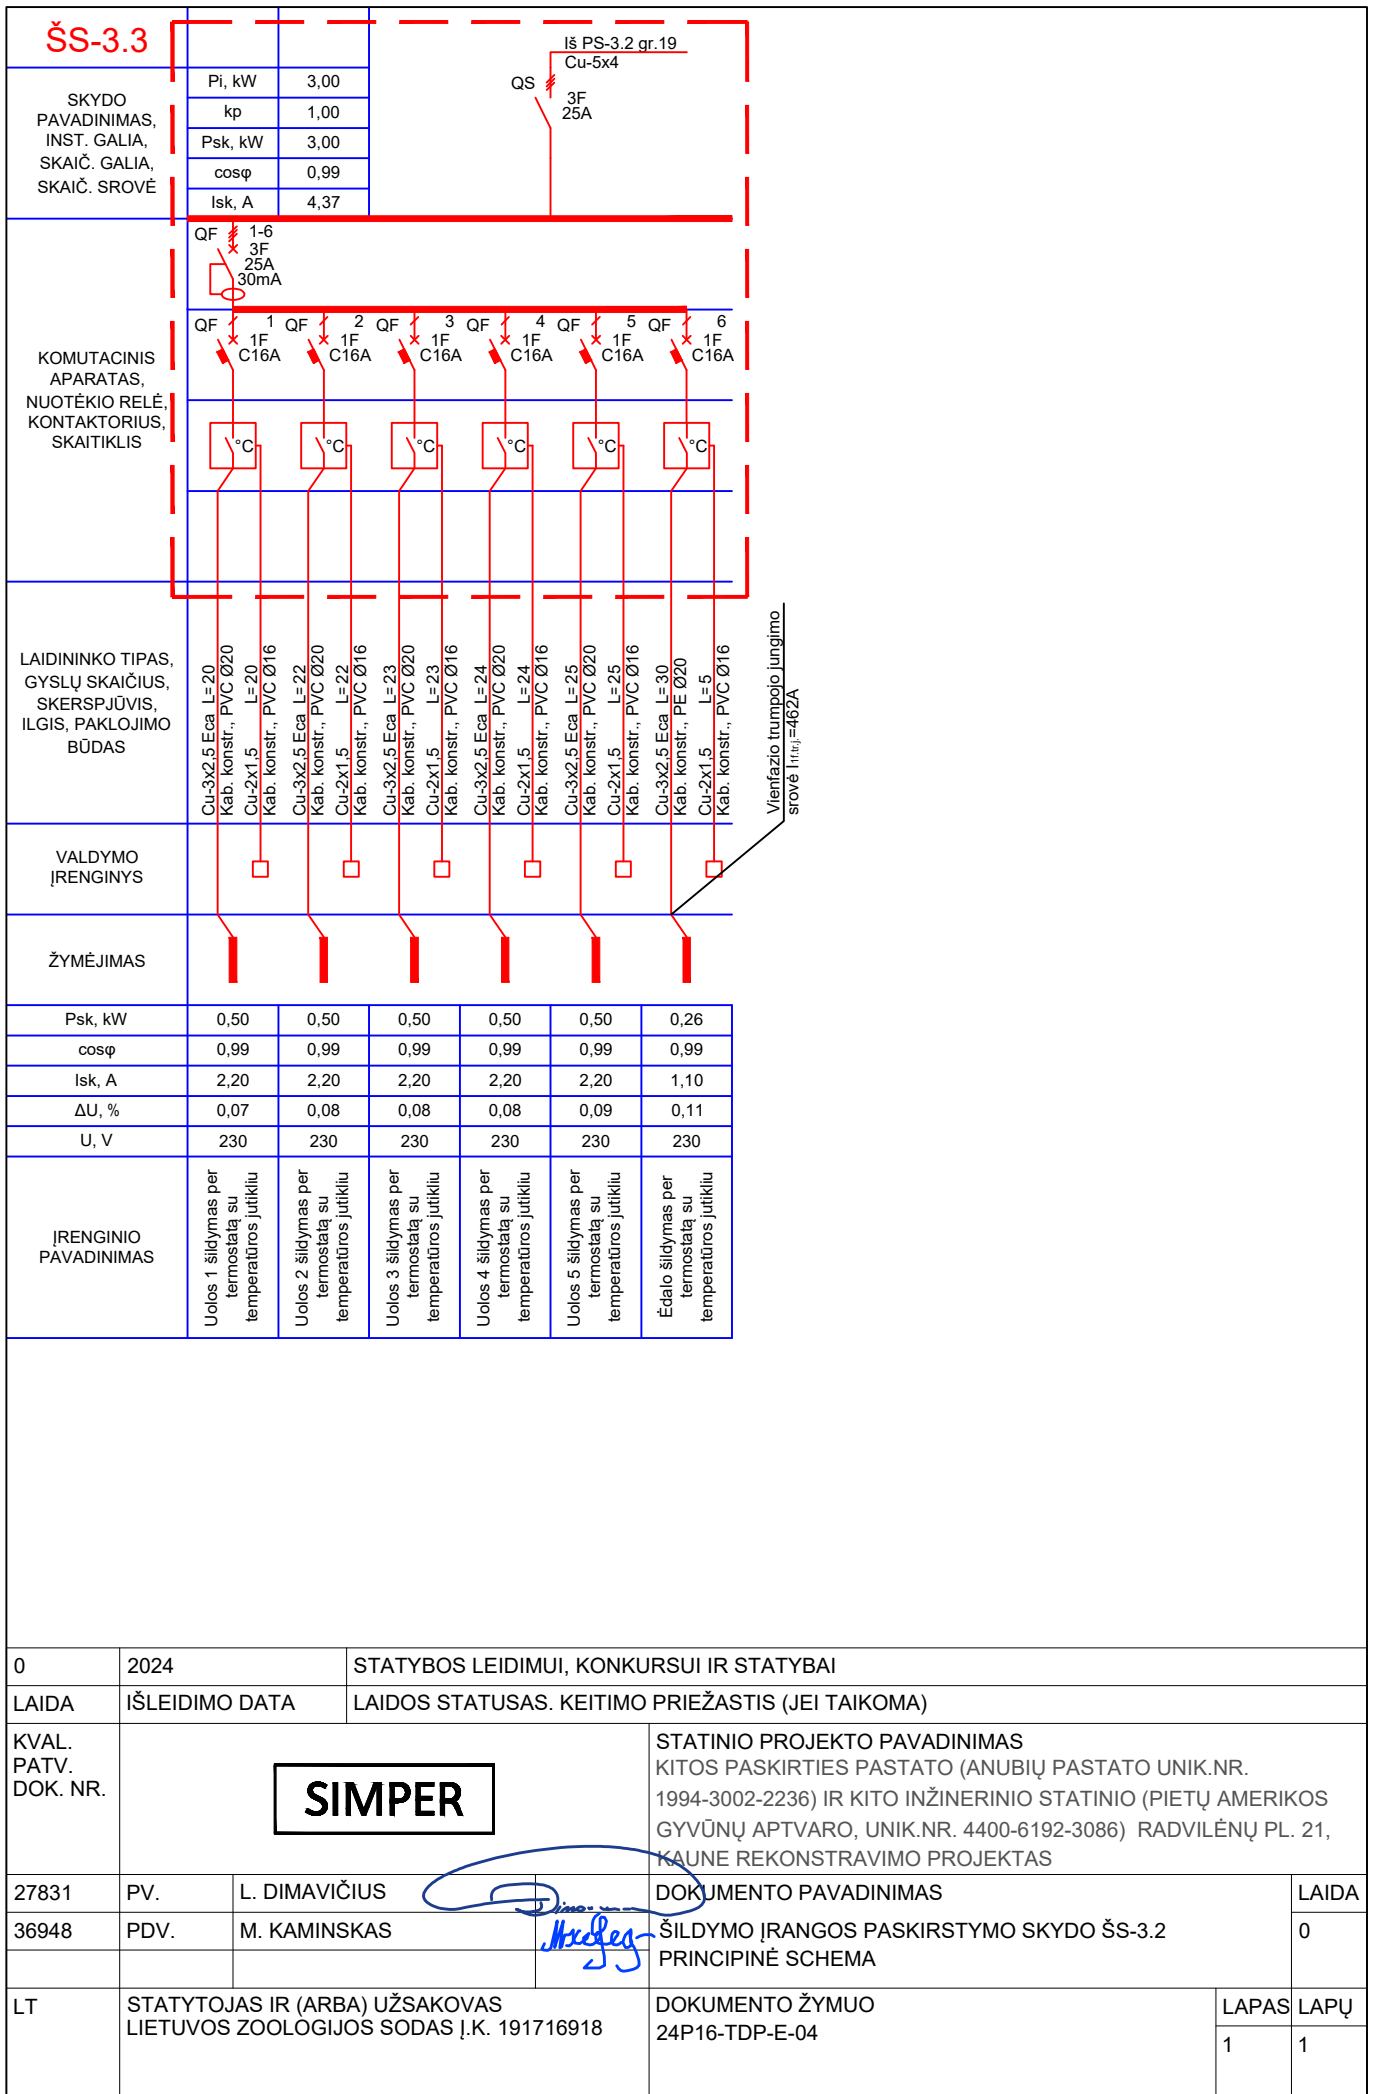 ŠS-3.3
SKYDO
PAVADINIMAS,
INST. GALIA,
SKAIČ. GALIA,
SKAIČ. SROVĖ
Pi, kW 3,00
kp 1,00
Psk, kW 3,00
cosφ 0,99
Isk, A 4,37
Iš PS-3.2 gr.19
Cu-5x4
QS
3F
25A
KOMUTACINIS
APARATAS,
NUOTĖKIO RELĖ,
KONTAKTORIUS,
SKAITIKLIS
QF 1-6
3F
25A
30mA
QF 1 QF 2 QF 3 QF 4 QF 5 QF 6
1F 1F 1F 1F 1F 1F
C16A C16A C16A C16A C16A C16A
°C °C °C °C °C °C
LAIDININKO TIPAS,
GYSLŲ SKAIČIUS,
SKERSPJŪVIS,
ILGIS, PAKLOJIMO
BŪDAS
Cu-3x2,5 Eca L=20
Kab. konstr., PVC Ø20
Cu-2x1,5 L=20
Kab. konstr., PVC Ø16
Cu-3x2,5 Eca L=22
Kab. konstr., PVC Ø20
Cu-2x1,5 L=22
Kab. konstr., PVC Ø16
Cu-3x2,5 Eca L=23
Kab. konstr., PVC Ø20
Cu-2x1,5 L=23
Kab. konstr., PVC Ø16
Cu-3x2,5 Eca L=24
Kab. konstr., PVC Ø20
Cu-2x1,5 L=24
Kab. konstr., PVC Ø16
Cu-3x2,5 Eca L=25
Kab. konstr., PVC Ø20
Cu-2x1,5 L=25
Kab. konstr., PVC Ø16
Cu-3x2,5 Eca L=30
Kab. konstr., PE Ø20
Cu-2x1,5 L=5
Kab. konstr., PVC Ø16
Vienfazio trumpojo jungimo
srovė I1f.tr.j.=462A
VALDYMO
ĮRENGINYS
ŽYMĖJIMAS
Psk, kW 0,50 0,50 0,50 0,50 0,50 0,26
cosφ 0,99 0,99 0,99 0,99 0,99 0,99
Isk, A 2,20 2,20 2,20 2,20 2,20 1,10
ΔU, % 0,07 0,08 0,08 0,08 0,09 0,11
U, V 230 230 230 230 230 230
ĮRENGINIO
PAVADINIMAS
Uolos 1 šildymas per
termostatą su
temperatūros jutikliu
Uolos 2 šildymas per
termostatą su
temperatūros jutikliu
Uolos 3 šildymas per
termostatą su
temperatūros jutikliu
Uolos 4 šildymas per
termostatą su
temperatūros jutikliu
Uolos 5 šildymas per
termostatą su
temperatūros jutikliu
Ėdalo šildymas per
termostatą su
temperatūros jutikliu
0 2024 STATYBOS LEIDIMUI, KONKURSUI IR STATYBAI
LAIDA IŠLEIDIMO DATA LAIDOS STATUSAS. KEITIMO PRIEŽASTIS (JEI TAIKOMA)
KVAL.
PATV.
DOK. NR.
SIMPER
STATINIO PROJEKTO PAVADINIMAS
KITOS PASKIRTIES PASTATO (ANUBIŲ PASTATO UNIK.NR.
1994-3002-2236) IR KITO INŽINERINIO STATINIO (PIETŲ AMERIKOS
GYVŪNŲ APTVARO, UNIK.NR. 4400-6192-3086) RADVILĖNŲ PL. 21,
KAUNE REKONSTRAVIMO PROJEKTAS
27831 PV. L. DIMAVIČIUS DOKUMENTO PAVADINIMAS LAIDA
36948 PDV. M. KAMINSKAS ŠILDYMO ĮRANGOS PASKIRSTYMO SKYDO ŠS-3.2 0
PRINCIPINĖ SCHEMA
LT STATYTOJAS IR (ARBA) UŽSAKOVAS DOKUMENTO ŽYMUO LAPAS LAPŲ
LIETUVOS ZOOLOGIJOS SODAS Į.K. 191716918 24P16-TDP-E-04 1 1